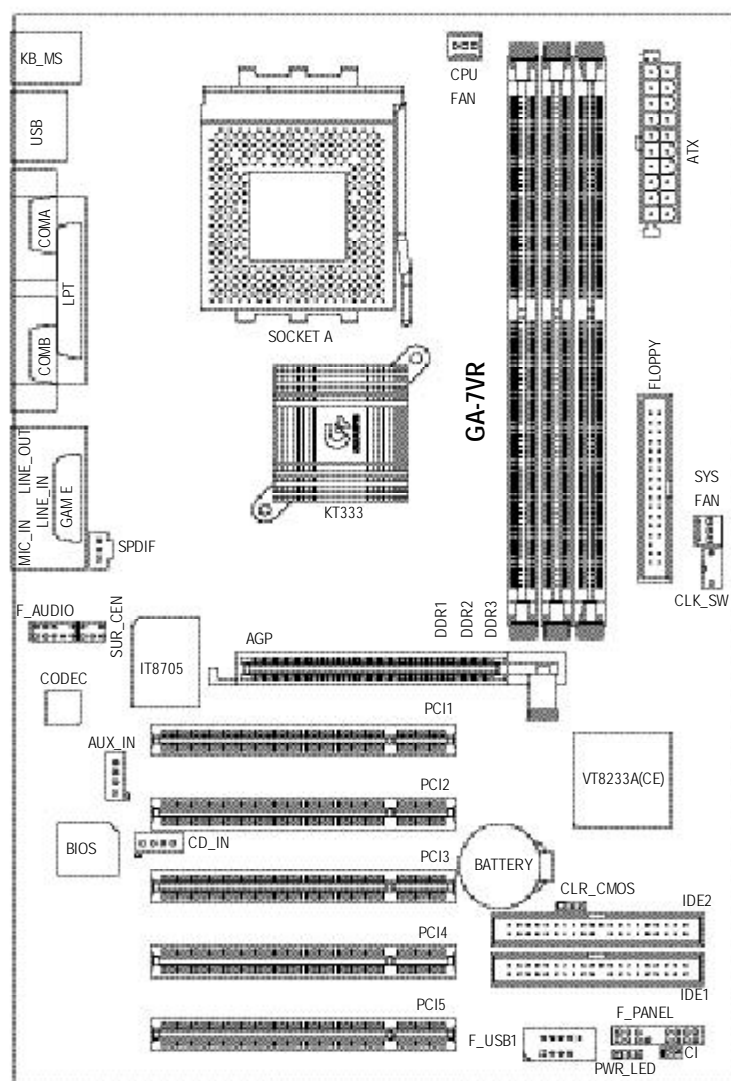 KB_MS
CPU
FAN
USB
ATX
COMA
LPT
COMB
SOCKET A
FLOPPY
GA-7VR
SYS
FAN
MIC_IN
LINE_OUT
LINE_IN
GAM E
KT333
SPDIF
CLK_SW
F_AUDIO
SUR_CEN
IT8705
AGP
DDR1
DDR2
DDR3
CODEC
PCI1
AUX_IN
VT8233A(CE)
PCI2
BIOS
CD_IN
BATTERY
PCI3
CLR_CMOS
IDE2
PCI4
IDE1
PCI5
F_PANEL
F_USB1
CI
PWR_LED